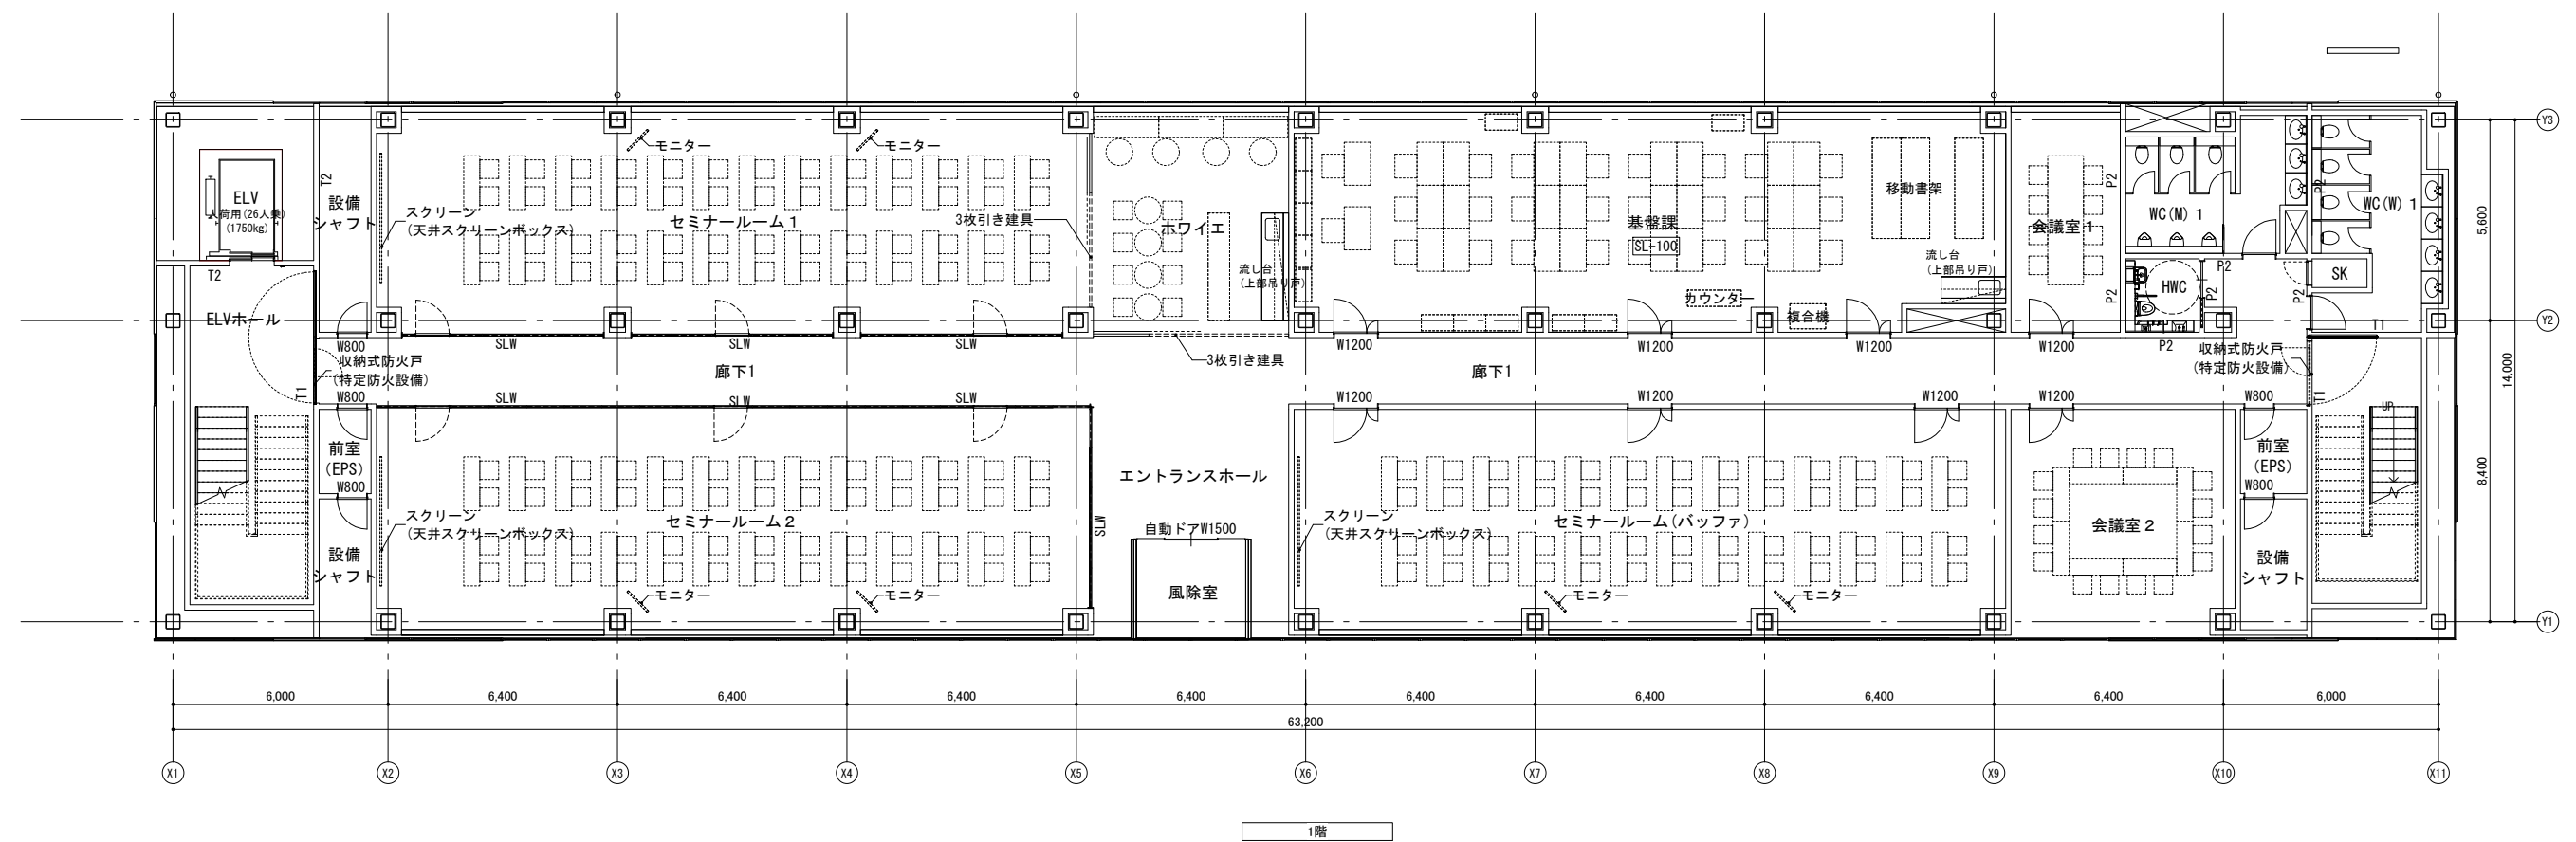 Y3
モニター
モニター
ELV
人荷用(26人乗)
(1750kg)
T2
設備
シャフト
スクリーン
(天井スクリーンボックス)
セミナールーム1
3枚引き建具
ホワイエ
流し台
(上部吊り戸)
基盤課
SL-100
移動書架
流し台
(上部吊り戸)
会議室1
P2
WC(M) 1
P2
WC(W) 1
5,600
T2
カウンター
複合機
P2
HWC
P2
P2
P2
SK
ELVホール
Y2
W800
SLW
SLW
SLW
W1200
W1200
W1200
W1200
P2
T1
収納式防火戸
(特定防火設備)
3枚引き建具
収納式防火戸
(特定防火設備)
廊下1
廊下1
14,000
T1
W800
SLW
SLW
SLW
W1200
W1200
W1200
W1200
W800
T1
UP
前室
(EPS)
W800
エントランスホール
前室
(EPS)
W800
8,400
スクリーン
(天井スクリーンボックス)
セミナールーム2
SLW
自動ドアW1500
スクリーン
(天井スクリーンボックス)
セミナールーム(バッファ)
会議室2
設備
シャフト
モニター
モニター
風除室
モニター
モニター
設備
シャフト
Y1
6,000
6,400
6,400
6,400
6,400
6,400
6,400
6,400
6,400
6,000
63,200
X1
X2
X3
X4
X5
X6
X7
X8
X9
X10
X11
1階